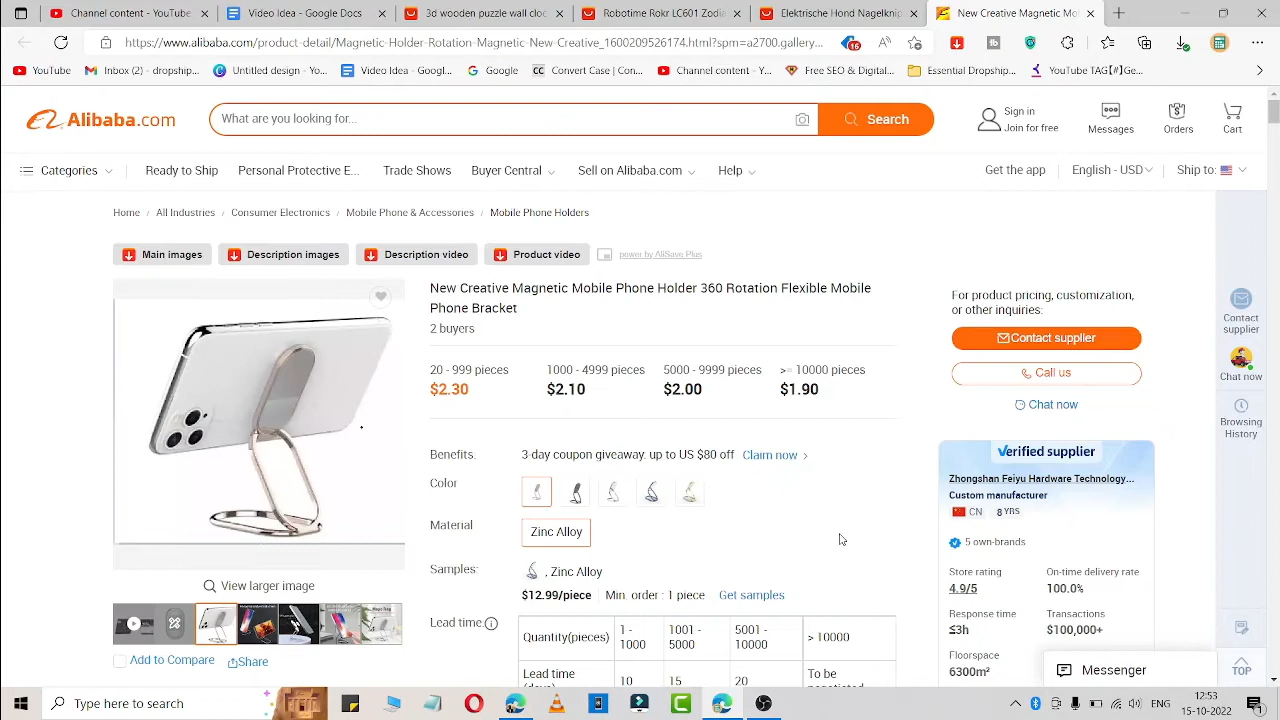 Channel content - YouTube
Video Idea - Google Docs
3d wooden puzzle wall cloc
Robotime Rokr LC601 Zodia
Elektrische Hond Nagelknip
New Creative Magnetic Mo
https://www.alibaba.com/product-detail/Magnetic-Holder-Rotation-Magnetic-New-Creative_1600209526174.html?spm=a2700.gallery...
16
YouTube
Inbox (2) - dropship...
Untitled design - Yo...
Video Idea - Googl...
Google
CC
Convert Case | Con...
Channel content - Y...
Free SEO & Digital...
Essential Dropship...
YouTube TAG【#】Ge...
Alibaba.com
What are you looking for...
Search
Sign in
Join for free
Messages
Orders
Cart
Categories
Ready to Ship
Personal Protective E...
Trade Shows
Buyer Central
Sell on Alibaba.com
Help
Get the app
English - USD
Ship to:
Home / All Industries / Consumer Electronics / Mobile Phone & Accessories / Mobile Phone Holders
Main images
Description images
Description video
Product video
power by AliSave Plus
New Creative Magnetic Mobile Phone Holder 360 Rotation Flexible Mobile
Phone Bracket
2 buyers
20 - 999 pieces
1000 - 4999 pieces
5000 - 9999 pieces
>= 10000 pieces
$2.30
$2.10
$2.00
$1.90
Benefits.
3-day coupon giveaway: up to US $80 off
Claim now
Color
Material
Zinc Alloy
Samples:
, Zinc Alloy
$12.99/piece
Min. order : 1 piece
Get samples
Lead time:
Quantity(pieces)
1 -
1000
1001 -
5000
5001 -
10000
> 10000
Lead time
10
15
20
To be
View larger image
Add to Compare
Share
For product pricing, customization,
or other inquiries:
Contact supplier
Call us
Chat now
Verified supplier
Zhongshan Feiyu Hardware Technology...
Custom manufacturer
CN
8 YRS
5 own-brands
Store rating
On-time delivery rate
4.9/5
100.0%
Response time
Transactions
≤3h
$100,000+
Floorspace
6300m²
Contact
supplier
Chat now
Browsing
History
TOP
Messenger
Type here to search
ENG
12:53
15-10-2022